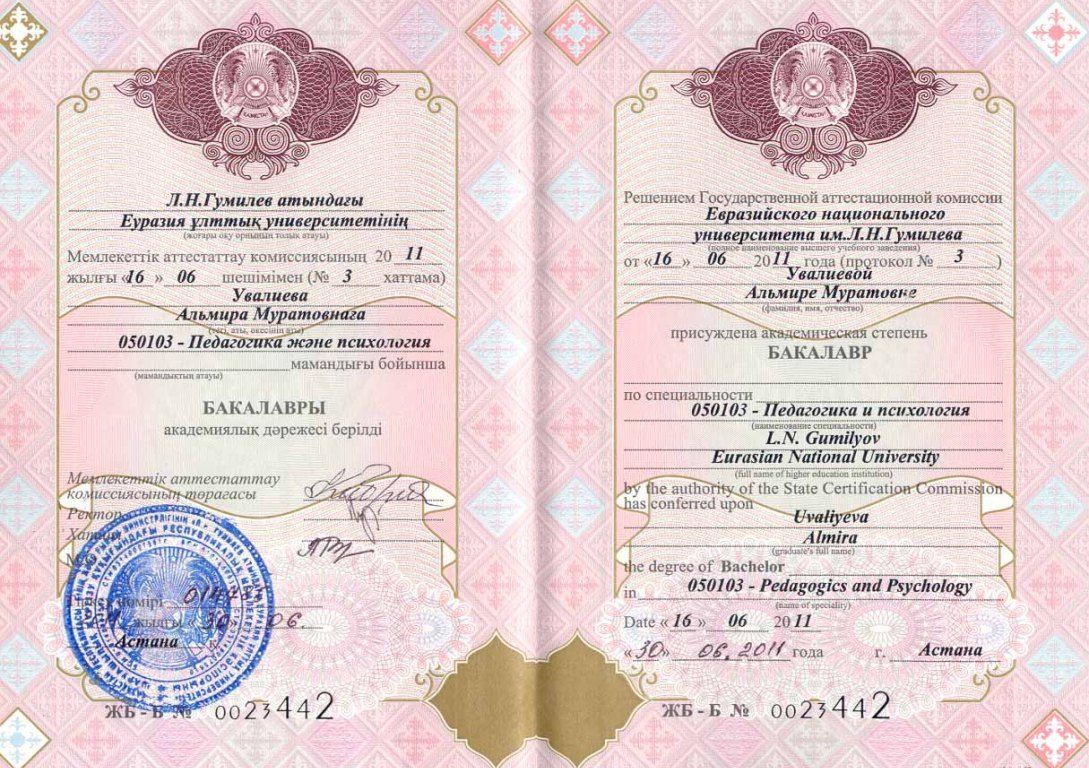 Л.Н.Гумилев атындағы
Еуразия ұлттық университетінің
(жоғары оқу орнының толық атауы)
Мемлекеттік аттестаттау комиссиясының 20 11
жылғы «16 » 06 шешімімен (№ 3 хаттама)
Увалиева
Альмира Муратовнаға
(тегі, аты, әкесінің аты)
050103 - Педагогика және психология
мамандығы бойынша
(мамандықтың атауы)
БАКАЛАВРЫ
академиялық дәрежесі берілді
Мемлекеттік аттестаттау
комиссиясының төрағасы
Ректор
Хатшы
нөмірі
жылғы « 30 » 06.
Астана қ.
ЖБ - Б № 0023442
Решением Государственной аттестационной комиссии
Евразийского национального
университета им.Л.Н.Гумилева
(полное наименование высшего учебного заведения)
от «16 » 06 2011 года (протокол № 3 )
Увалиевой
Альмире Муратовне
(фамилия, имя, отчество)
присуждена академическая степень
БАКАЛАВР
по специальности
050103 - Педагогика и психология
(наименование специальности)
L.N. Gumilyov
Eurasian National University
(full name of higher education institution)
by the authority of the State Certification Commission
has conferred upon
Uvaliyeva
Almira
(graduate's full name)
the degree of Bachelor
in 050103 - Pedagogics and Psychology
(name of speciality)
Date « 16 » 06 20 11
« 30 » 06. 2011 года г. Астана
ЖБ - Б № 0023442